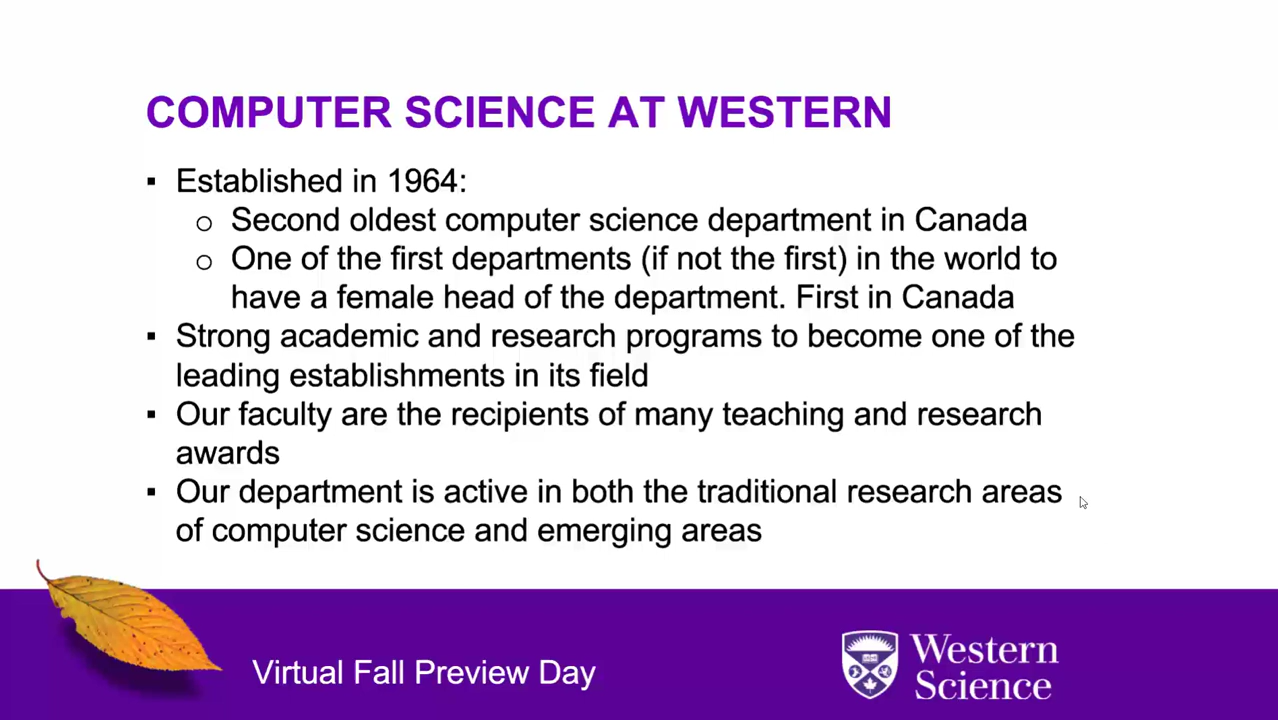 COMPUTER SCIENCE AT WESTERN
▪ Established in 1964:
o Second oldest computer science department in Canada
o One of the first departments (if not the first) in the world to
have a female head of the department. First in Canada
▪ Strong academic and research programs to become one of the
leading establishments in its field
▪ Our faculty are the recipients of many teaching and research
awards
▪ Our department is active in both the traditional research areas
of computer science and emerging areas
Virtual Fall Preview Day
Western
Science